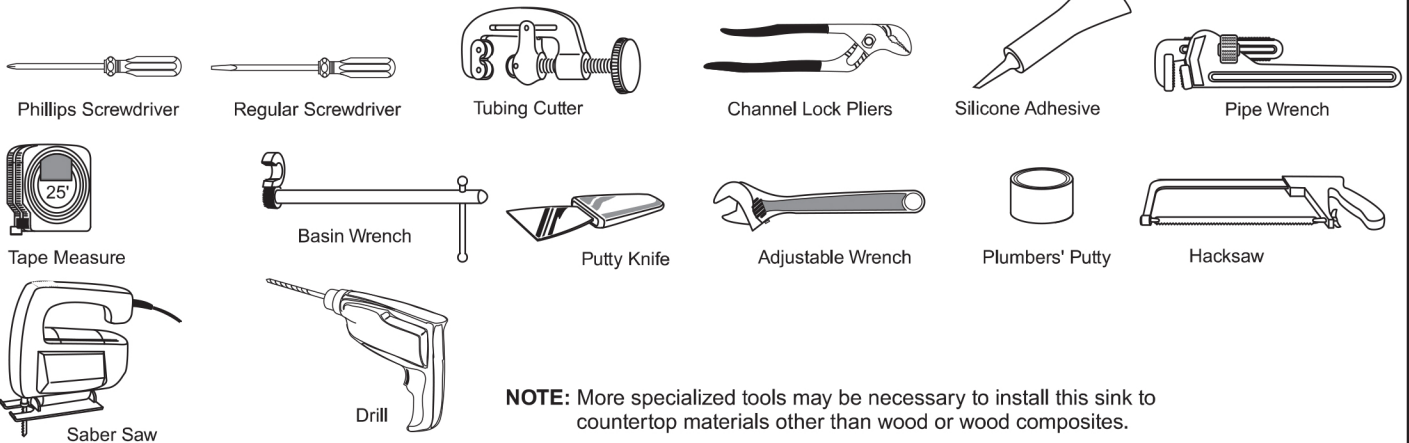 Phillips Screwdriver
Regular Screwdriver
Tubing Cutter
Channel Lock Pliers
Silicone Adhesive
Pipe Wrench
25'
Tape Measure
Basin Wrench
Putty Knife
Adjustable Wrench
Plumbers' Putty
Hacksaw
Saber Saw
Drill
NOTE: More specialized tools may be necessary to install this sink to
countertop materials other than wood or wood composites.